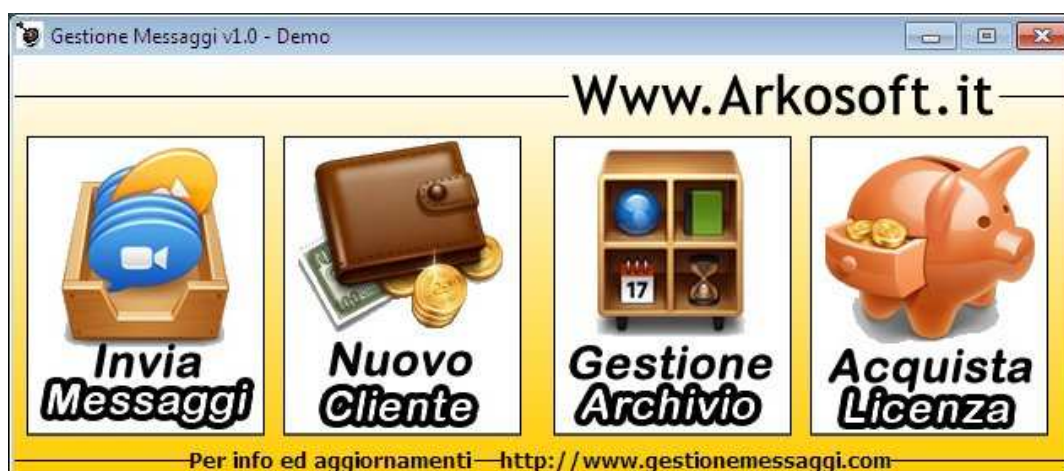 Gestione Messaggi v1.0 - Demo
Www.Arkosoft.it
Invia
Messaggi
Nuovo
Cliente
17
Gestione
Archivio
Acquista
Licenza
Per info ed aggiornamenti http://www.gestionemessaggi.com